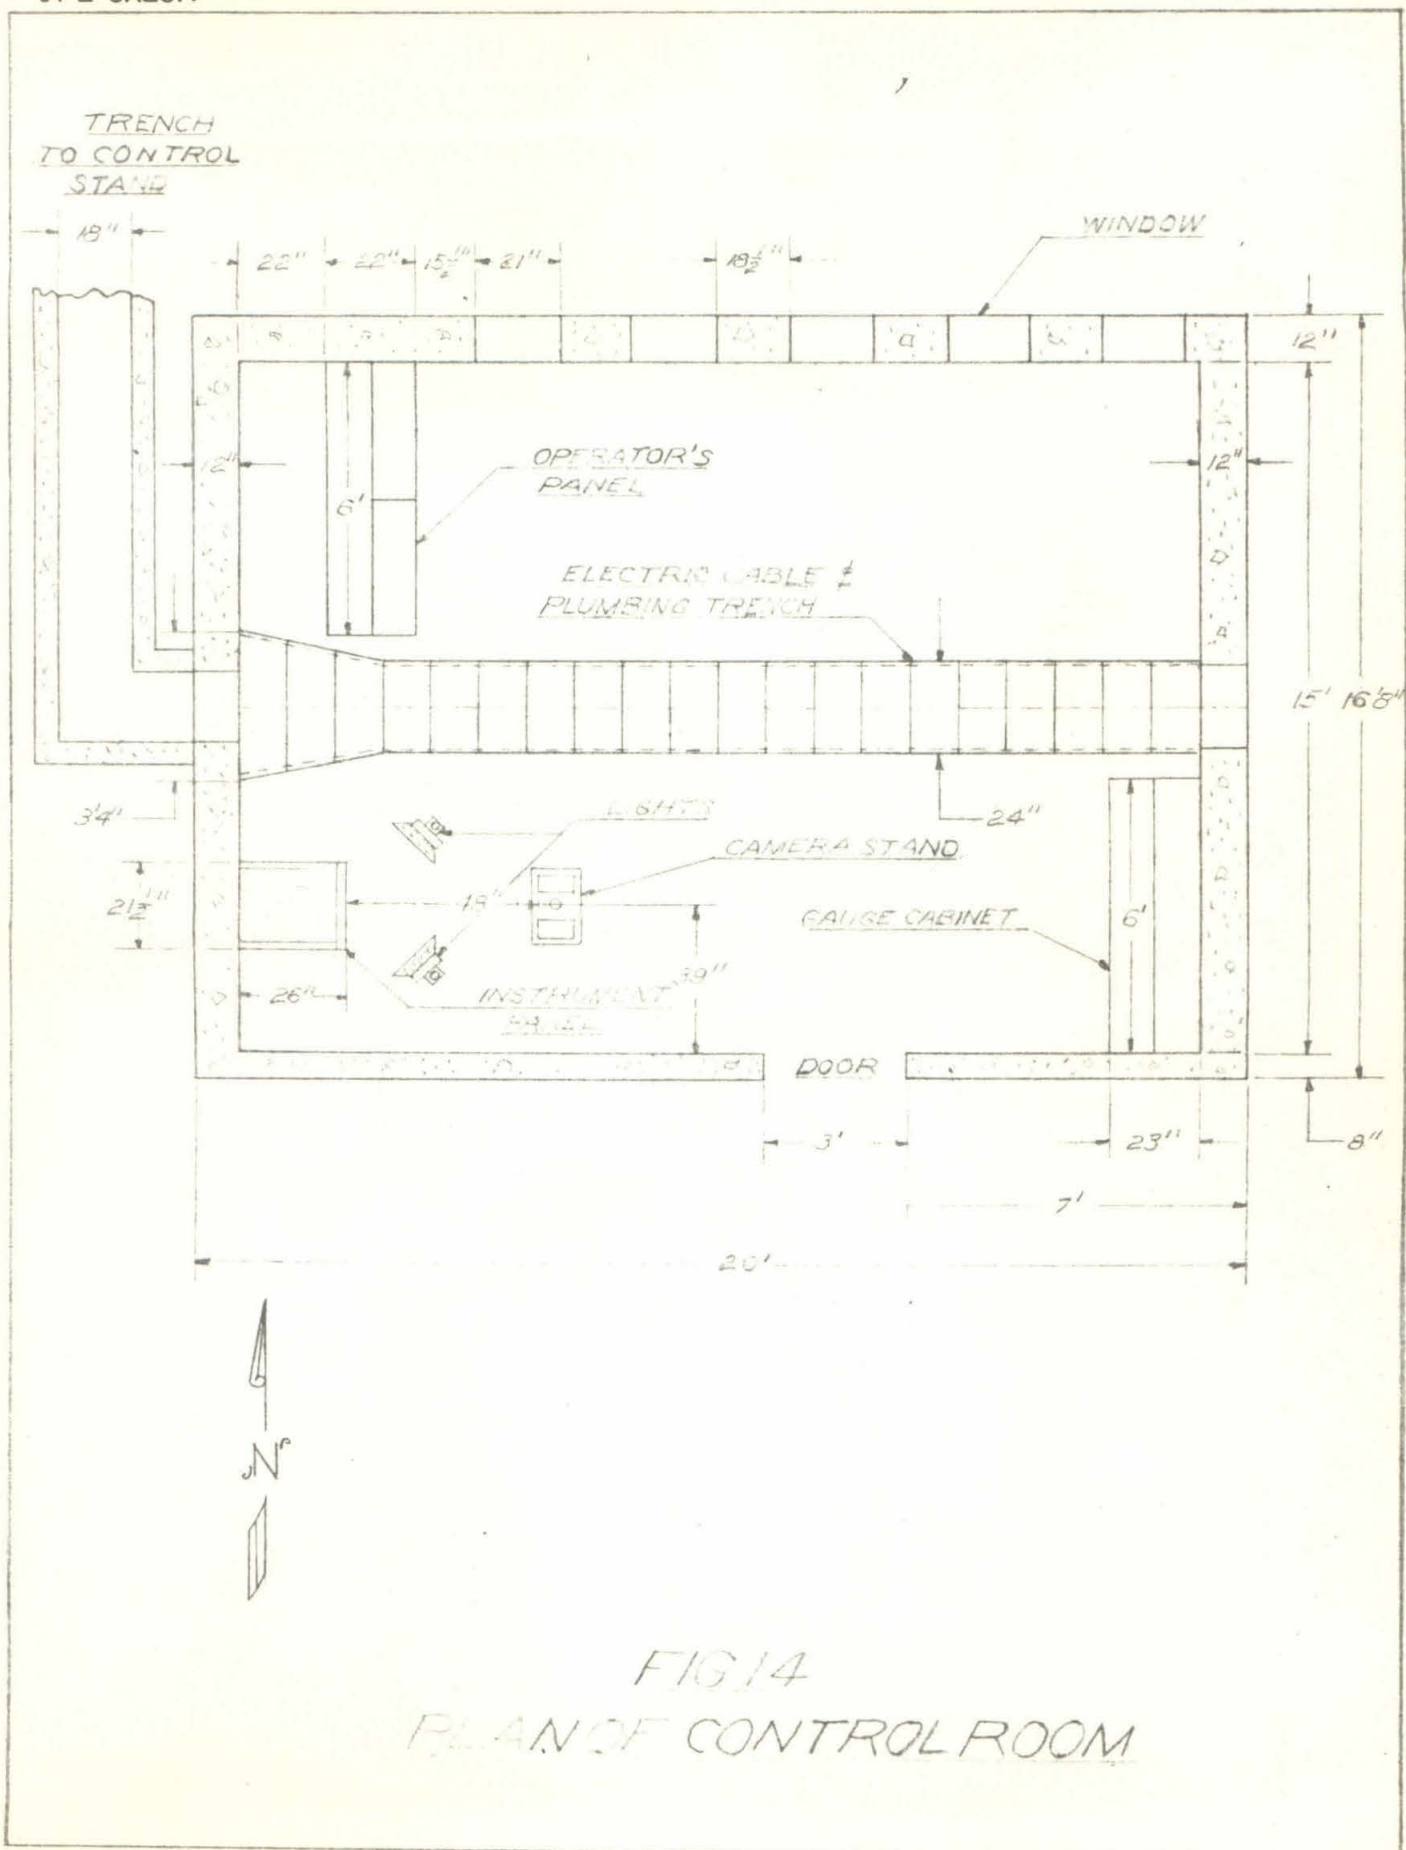 TRENCH
TO CONTROL
STAND
18"
22"
22"
15½"
21"
18½"
WINDOW
12"
12"
12"
OPERATOR'S
PANEL
6'
ELECTRIC CABLE &
PLUMBING TRENCH
15'
16'8"
3'4"
24"
LIGHTS
CAMERA STAND
21½"
GAUGE CABINET
6'
39"
26"
INSTRUMENT
PANEL
DOOR
3'
23"
8"
7'
20'
N
FIG 14
PLAN OF CONTROL ROOM